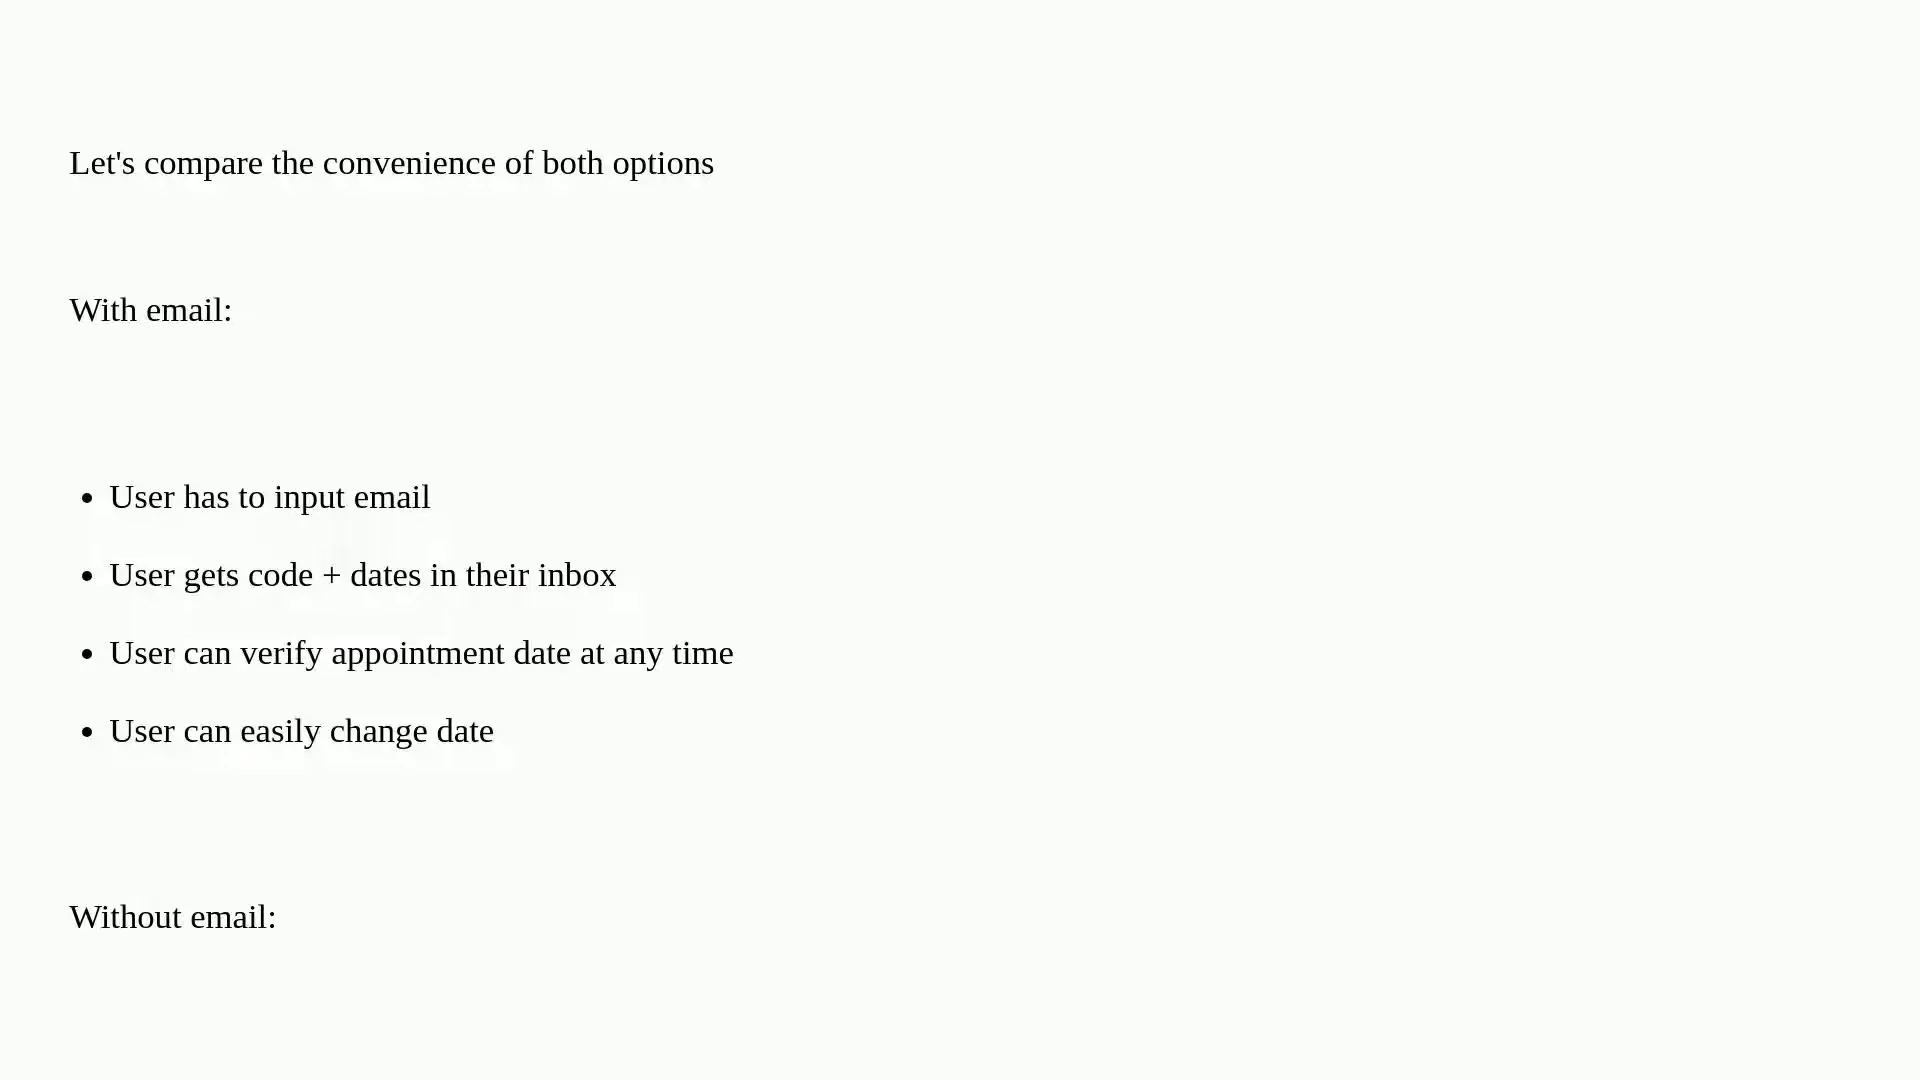 Let's compare the convenience of both options
With email:
• User has to input email
• User gets code + dates in their inbox
• User can verify appointment date at any time
• User can easily change date
Without email: